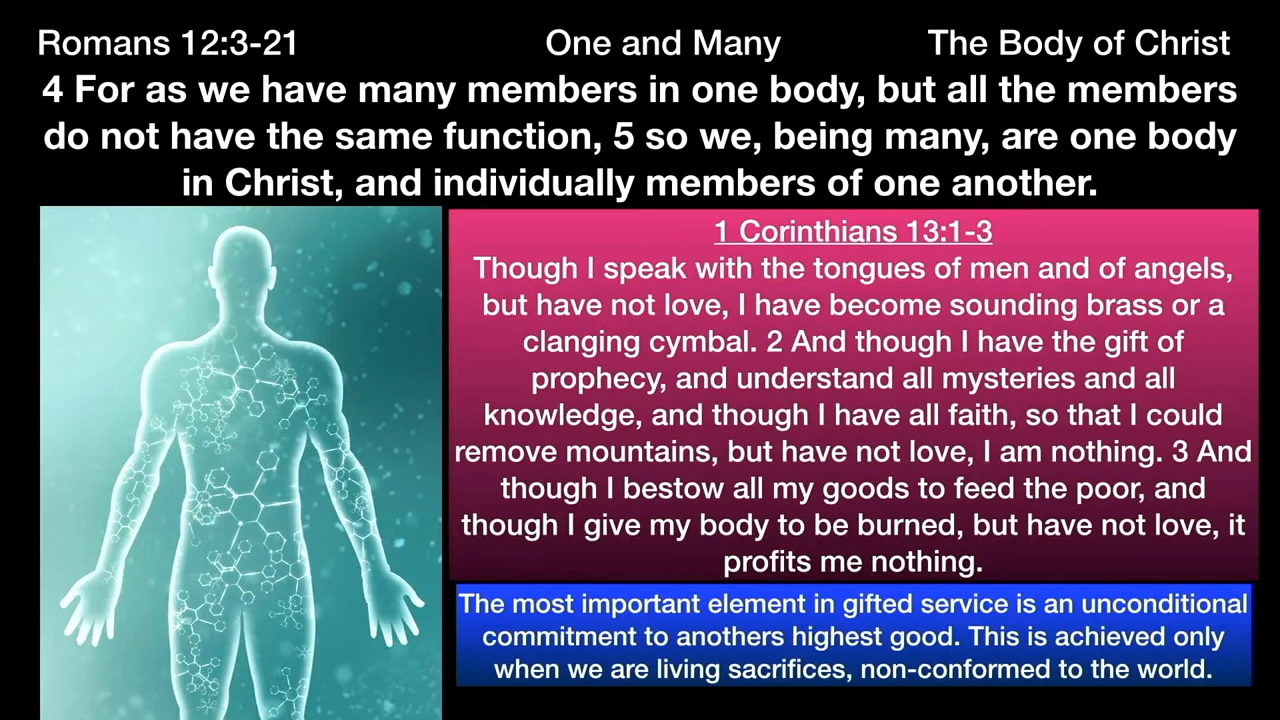 Romans 12:3-21 One and Many The Body of Christ
4 For as we have many members in one body, but all the members
do not have the same function, 5 so we, being many, are one body
in Christ, and individually members of one another.
1 Corinthians 13:1-3
Though I speak with the tongues of men and of angels,
but have not love, I have become sounding brass or a
clanging cymbal. 2 And though I have the gift of
prophecy, and understand all mysteries and all
knowledge, and though I have all faith, so that I could
remove mountains, but have not love, I am nothing. 3 And
though I bestow all my goods to feed the poor, and
though I give my body to be burned, but have not love, it
profits me nothing.
The most important element in gifted service is an unconditional
commitment to anothers highest good. This is achieved only
when we are living sacrifices, non-conformed to the world.